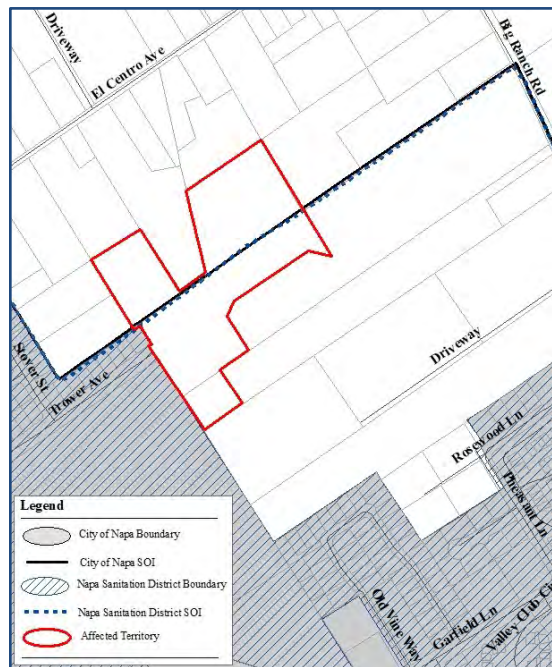 Driveway
El Centro Ave
Big Ranch Rd
Stover St
Trower Ave
Driveway
Rosewood Ln
Pheasant Ln
Old Vine Way
Garfield Ln
Valley Club Ci
Legend
City of Napa Boundary
City of Napa SOI
Napa Sanitation District Boundary
Napa Sanitation District SOI
Affected Territory